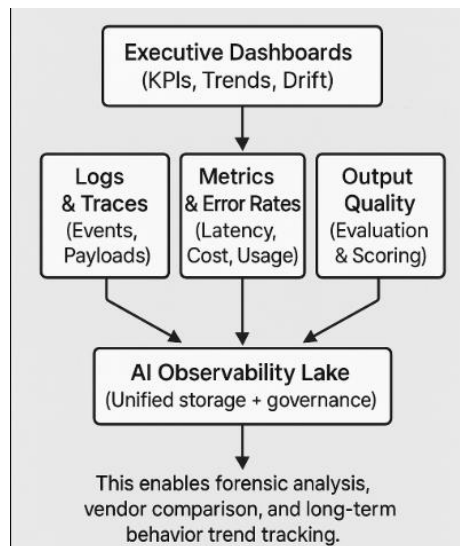 Executive Dashboards
(KPIs, Trends, Drift)
Logs
& Traces
(Events,
Payloads)
Metrics
& Error Rates
(Latency,
Cost, Usage)
Output
Quality
(Evaluation
& Scoring)
AI Observability Lake
(Unified storage + governance)
This enables forensic analysis,
vendor comparison, and long-term
behavior trend tracking.